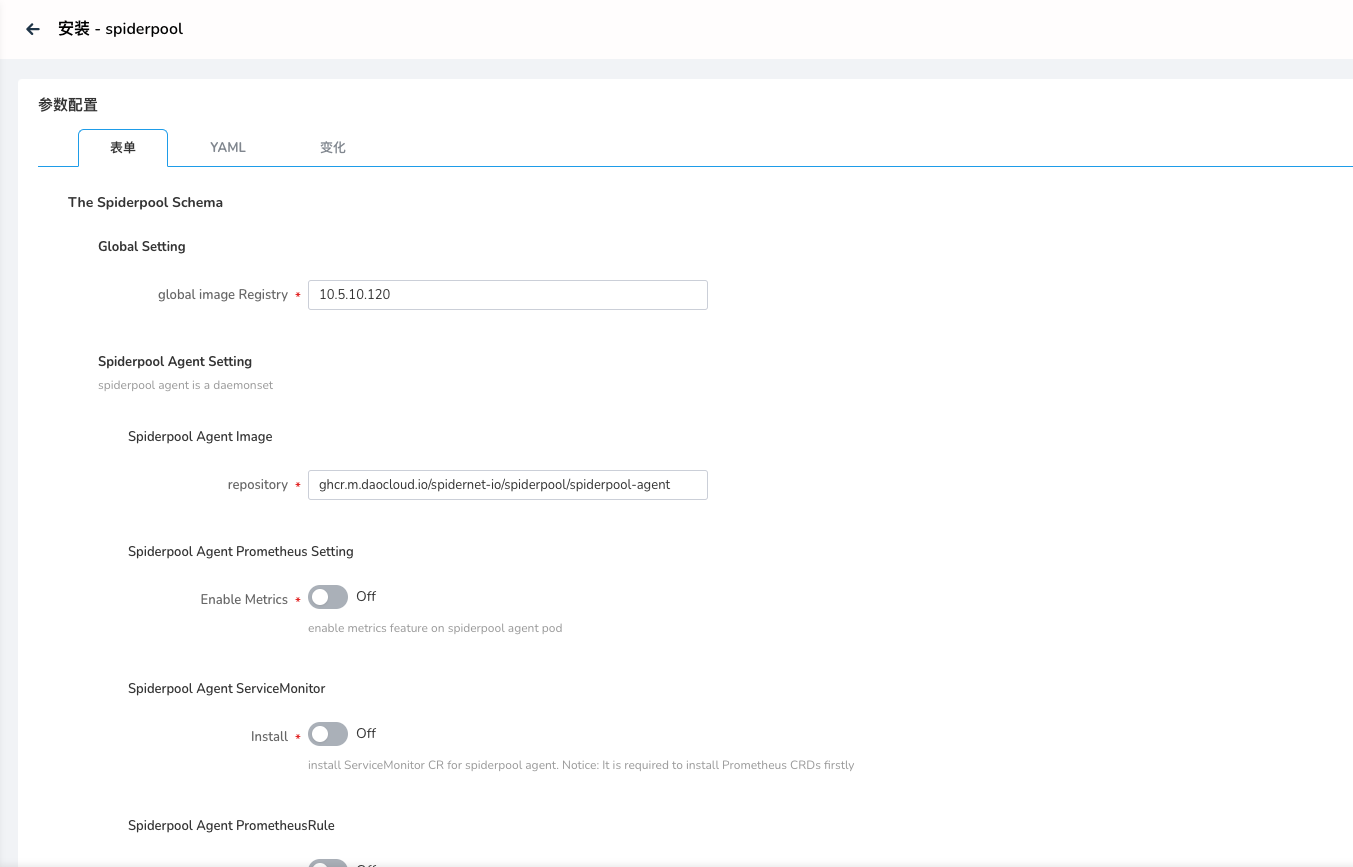 安装 - spiderpool
参数配置
表单 YAML 变化
The Spiderpool Schema
Global Setting
global image Registry * 10.5.10.120
Spiderpool Agent Setting
spiderpool agent is a daemonset
Spiderpool Agent Image
repository * ghcr.m.daocloud.io/spidernet-io/spiderpool/spiderpool-agent
Spiderpool Agent Prometheus Setting
Enable Metrics * Off
enable metrics feature on spiderpool agent pod
Spiderpool Agent ServiceMonitor
Install * Off
install ServiceMonitor CR for spiderpool agent. Notice: It is required to install Prometheus CRDs firstly
Spiderpool Agent PrometheusRule